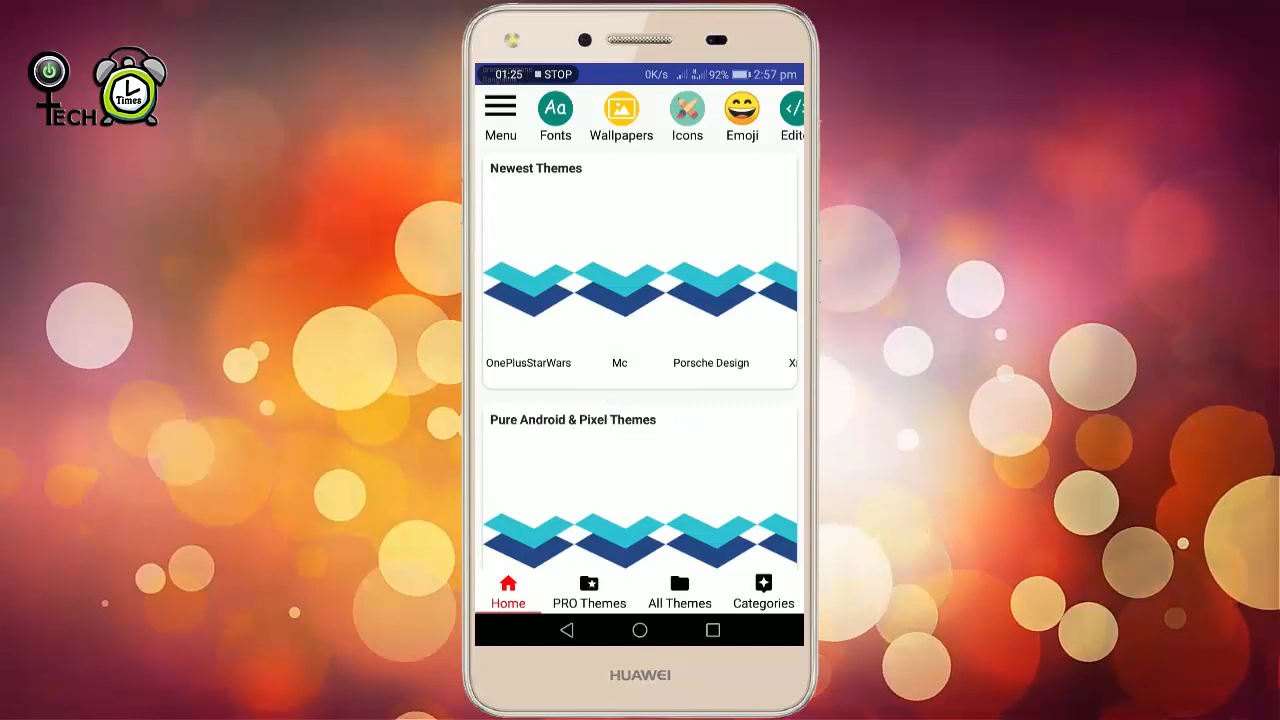 TECH
Times
01:25 STOP
0K/s 92% 2:57 pm
Menu Fonts Wallpapers Icons Emoji Edit
Newest Themes
OnePlusStarWars Mc Porsche Design
Pure Android & Pixel Themes
Home PRO Themes All Themes Categories
HUAWEI